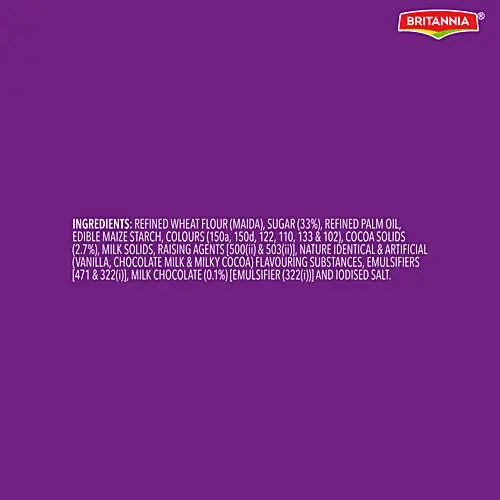 BRITANNIA®
INGREDIENTS: REFINED WHEAT FLOUR (MAIDA), SUGAR (33%), REFINED PALM OIL,
EDIBLE MAIZE STARCH, COLOURS (150a, 150d, 122, 110, 133 & 102), COCOA SOLIDS
(2.7%), MILK SOLIDS, RAISING AGENTS [500(ii) & 503(ii)], NATURE IDENTICAL & ARTIFICIAL
(VANILLA, CHOCOLATE MILK & MILKY COCOA) FLAVOURING SUBSTANCES, EMULSIFIERS
[471 & 322(i)], MILK CHOCOLATE (0.1%) [EMULSIFIER (322(i))] AND IODISED SALT.